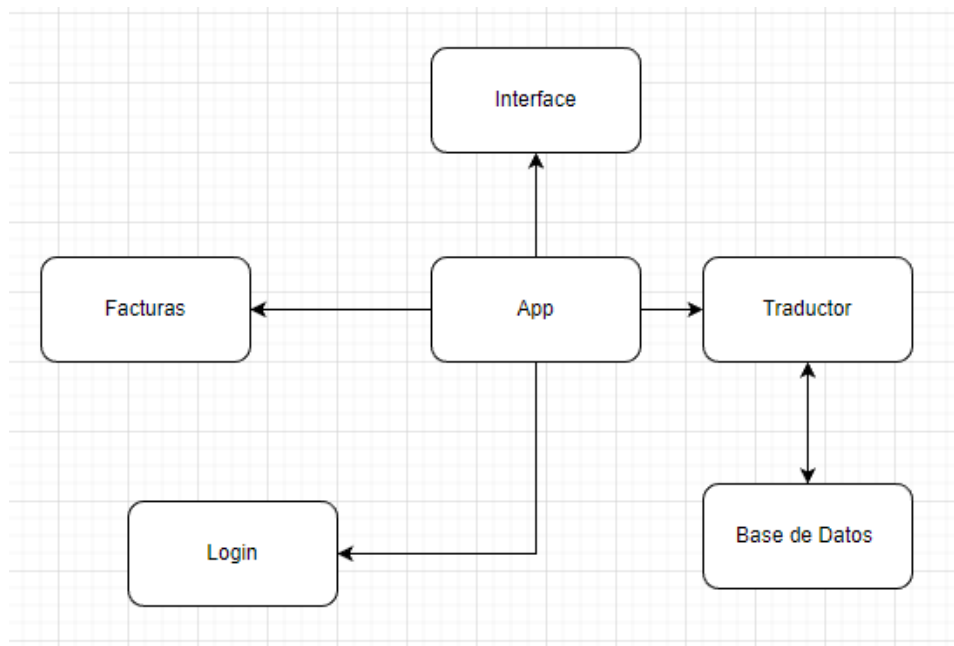 Interface
Facturas
App
Traductor
Login
Base de Datos